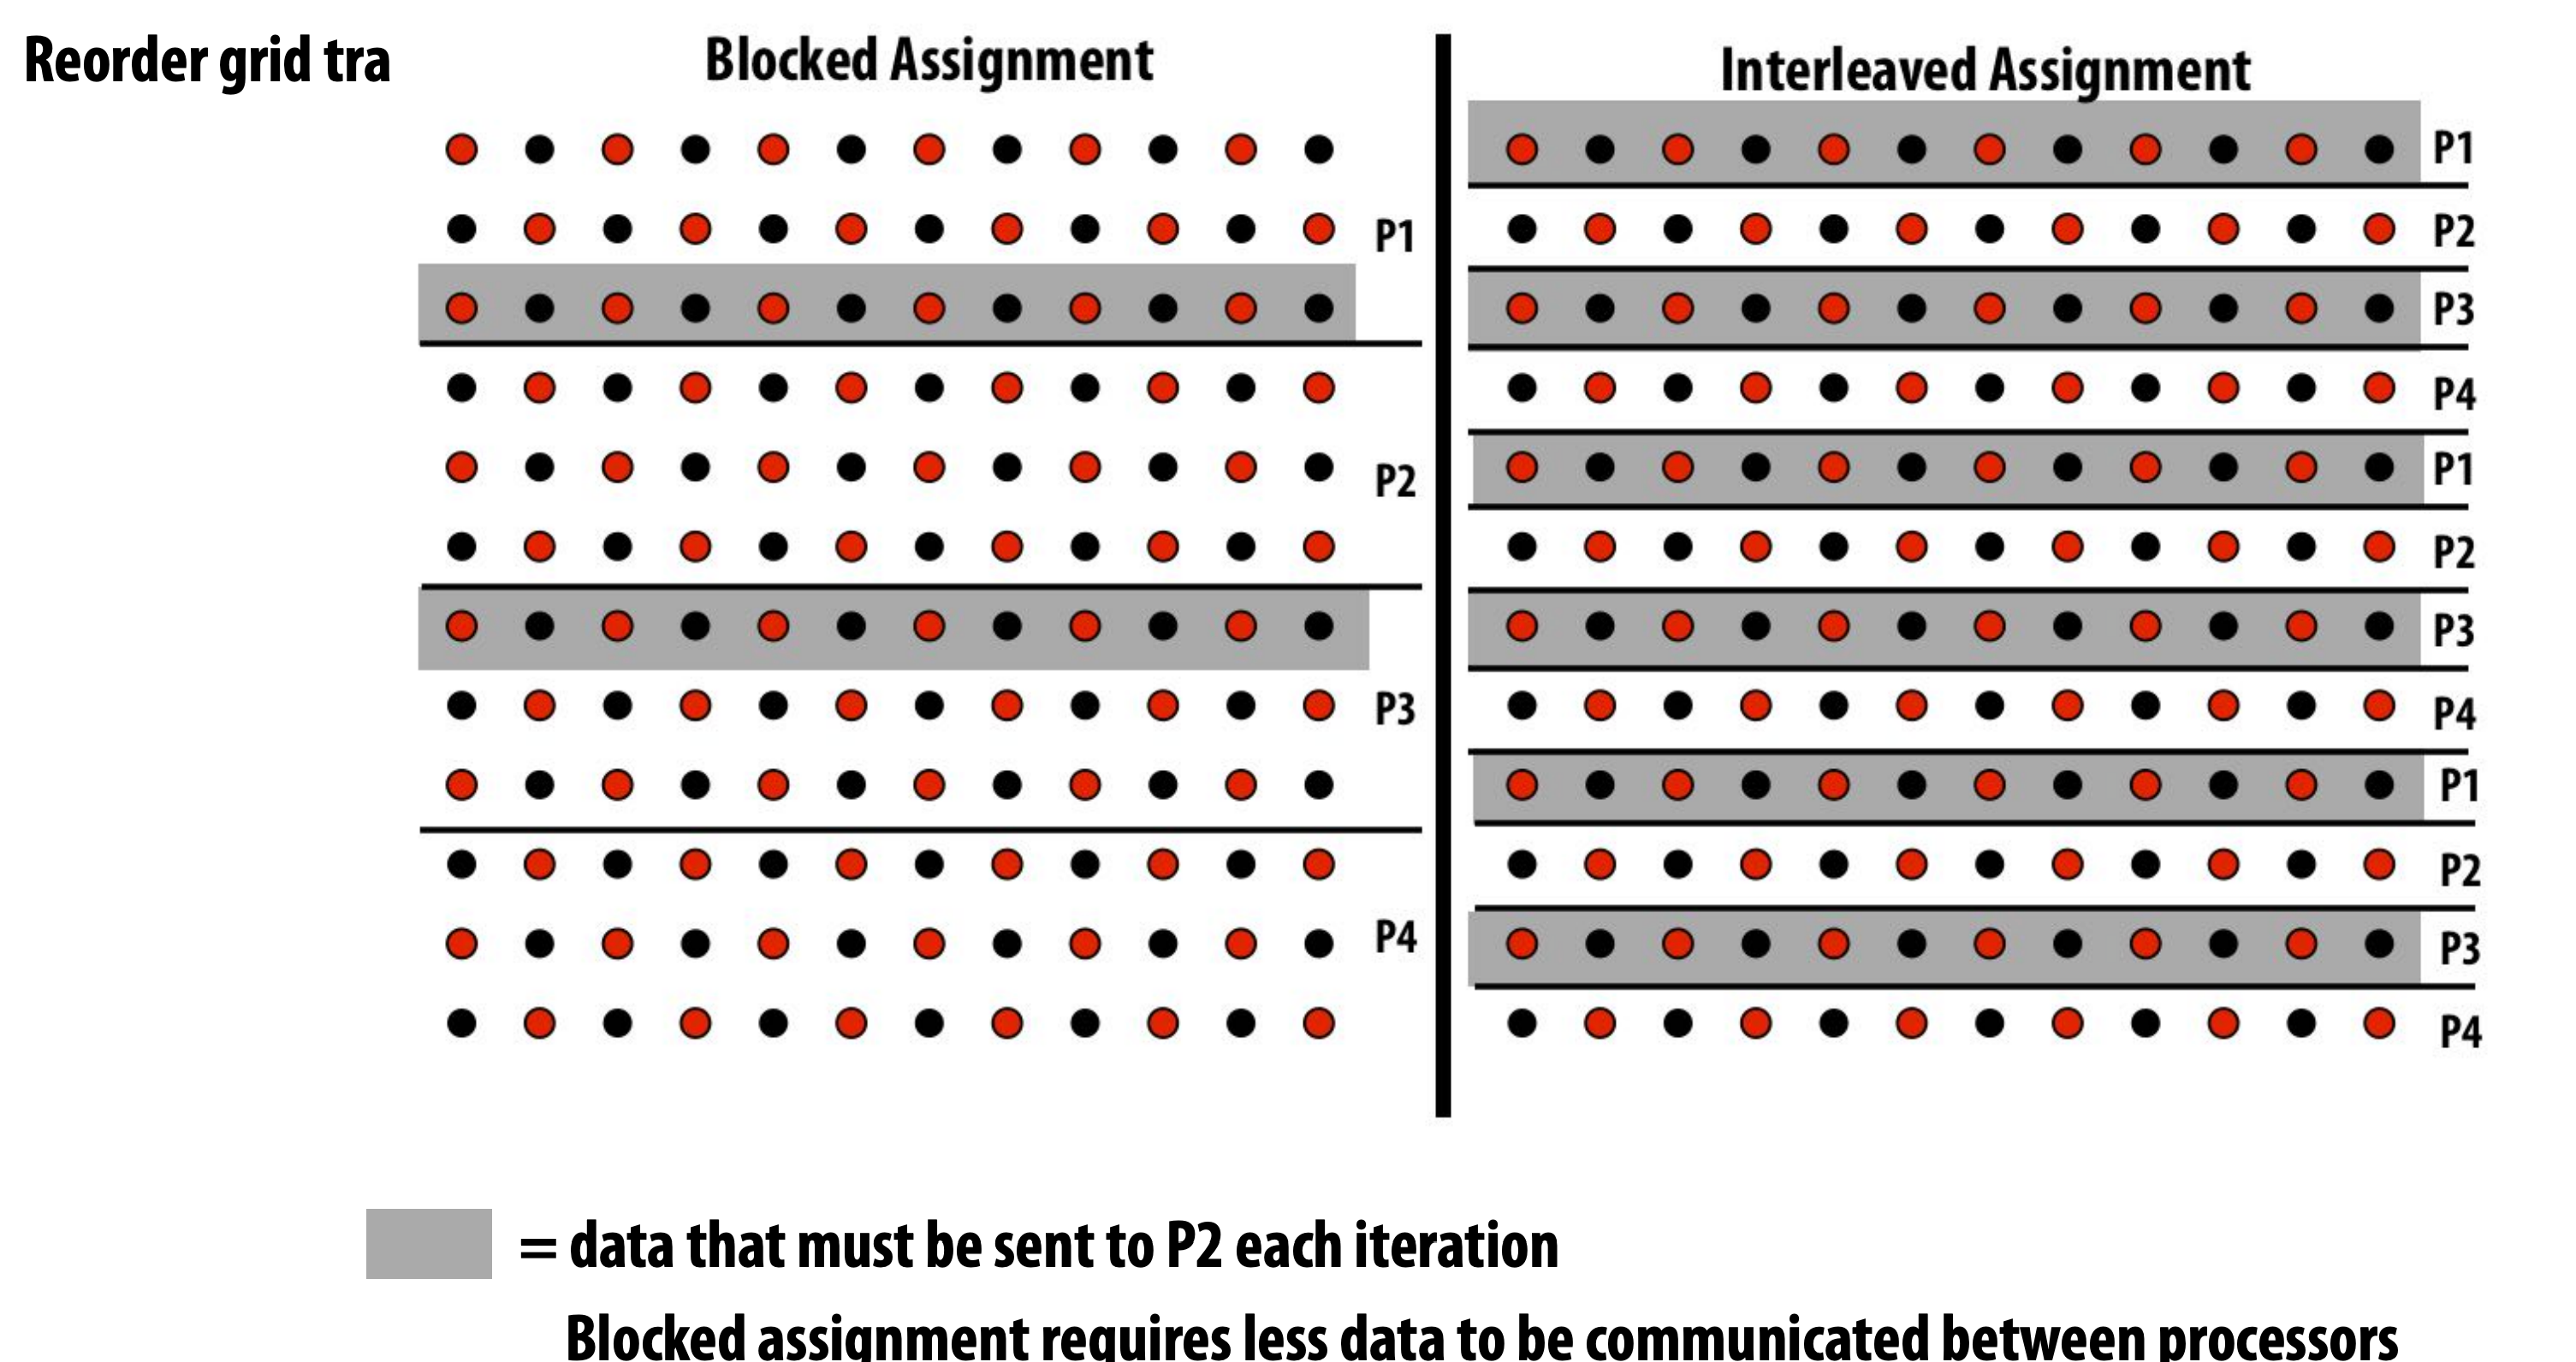 Reorder grid tra
Blocked Assignment
P1
P2
P3
P4
Interleaved Assignment
P1
P2
P3
P4
P1
P2
P3
P4
P1
P2
P3
P4
= data that must be sent to P2 each iteration
Blocked assignment requires less data to be communicated between processors